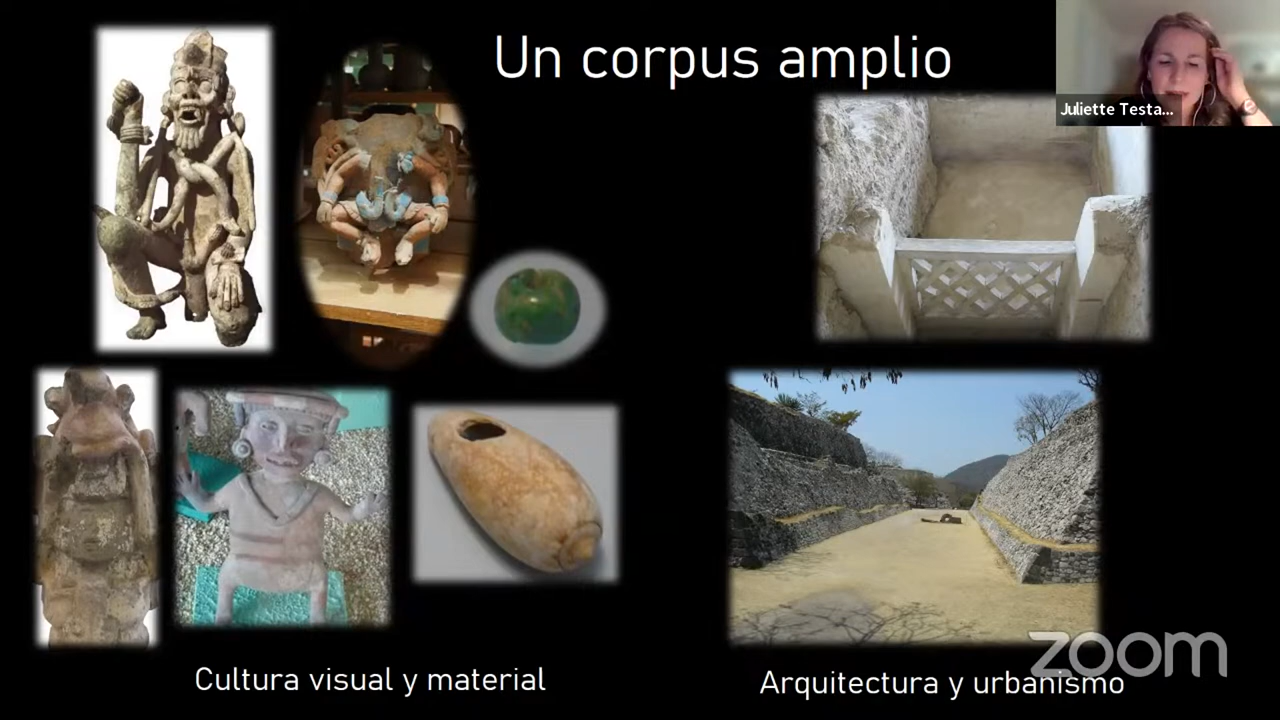 Un corpus amplio
Juliette Testa...
Cultura visual y material
Arquitectura y urbanismo
zoom